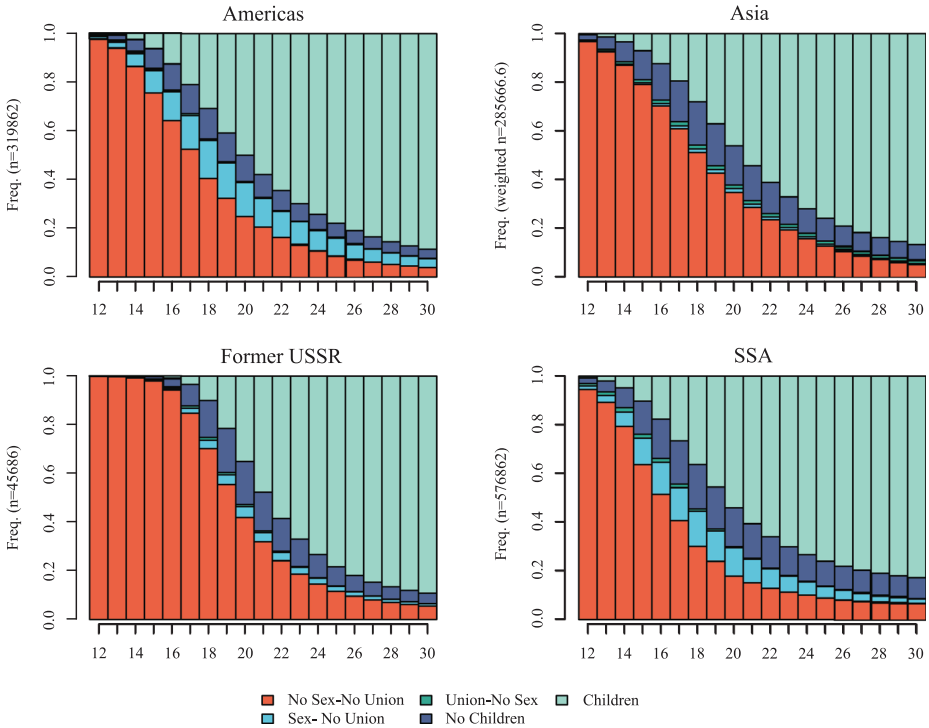 Americas
Asia
Freq. (n=319862)
0.0 0.2 0.4 0.6 0.8 1.0
12 14 16 18 20 22 24 26 28 30
Freq. (weighted n=285666.6)
0.0 0.2 0.4 0.6 0.8 1.0
12 14 16 18 20 22 24 26 28 30
Former USSR
SSA
Freq. (n=45686)
0.0 0.2 0.4 0.6 0.8 1.0
12 14 16 18 20 22 24 26 28 30
Freq. (n=576862)
0.0 0.2 0.4 0.6 0.8 1.0
12 14 16 18 20 22 24 26 28 30
No Sex-No Union Union-No Sex Children
Sex- No Union No Children